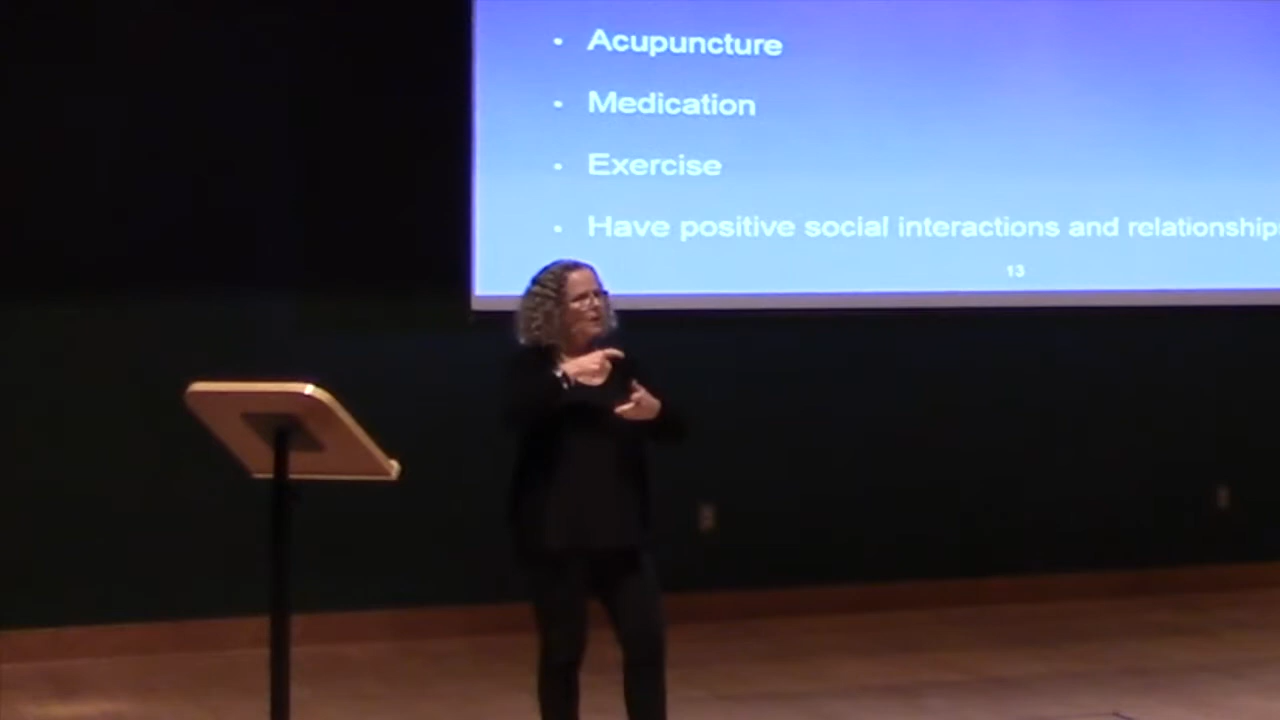 • Acupuncture
• Medication
• Exercise
• Have positive social interactions and relationship
13